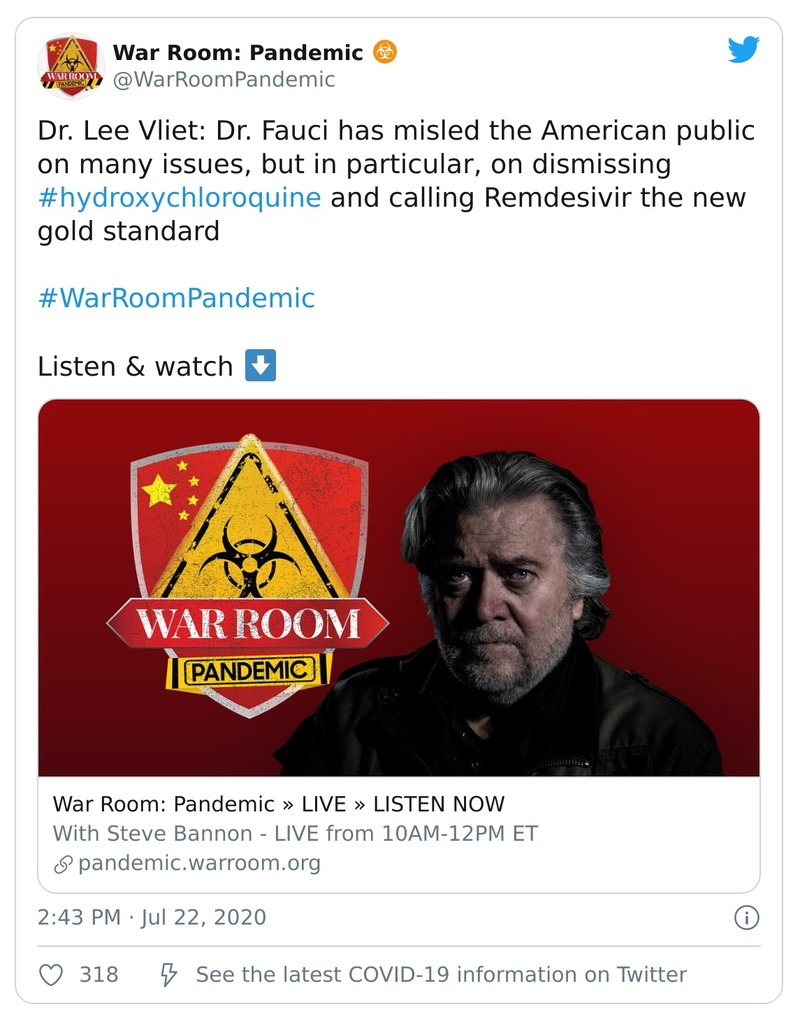 War Room: Pandemic
@WarRoomPandemic
WAR ROOM
PANDEMIC
Dr. Lee Vliet: Dr. Fauci has misled the American public
on many issues, but in particular, on dismissing
#hydroxychloroquine and calling Remdesivir the new
gold standard
#WarRoomPandemic
Listen & watch ⬇️
WAR ROOM
PANDEMIC
War Room: Pandemic » LIVE » LISTEN NOW
With Steve Bannon - LIVE from 10AM-12PM ET
pandemic.warroom.org
2:43 PM · Jul 22, 2020
318
See the latest COVID-19 information on Twitter